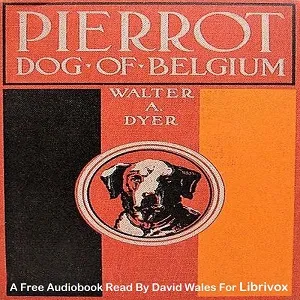 PIERROT
DOG·OF·BELGIUM
WALTER
A.
DYER
A Free Audiobook Read By David Wales For Librivox